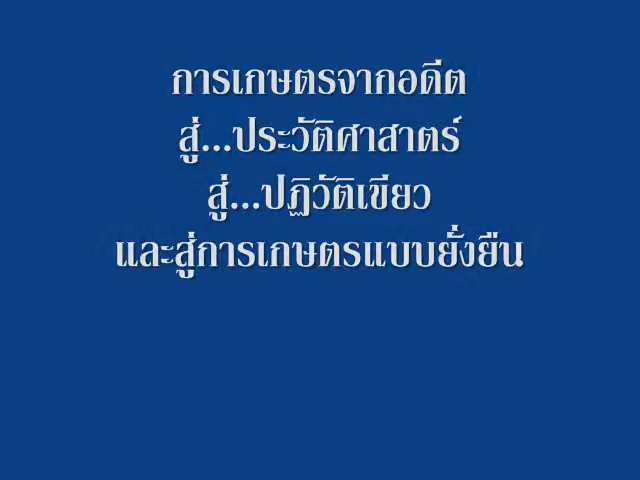 การเกษตรจากอดีต
สู่...ประวัติศาสาตร์
สู่...ปฏิวัติเขียว
และสู่การเกษตรแบบยั่งยืน